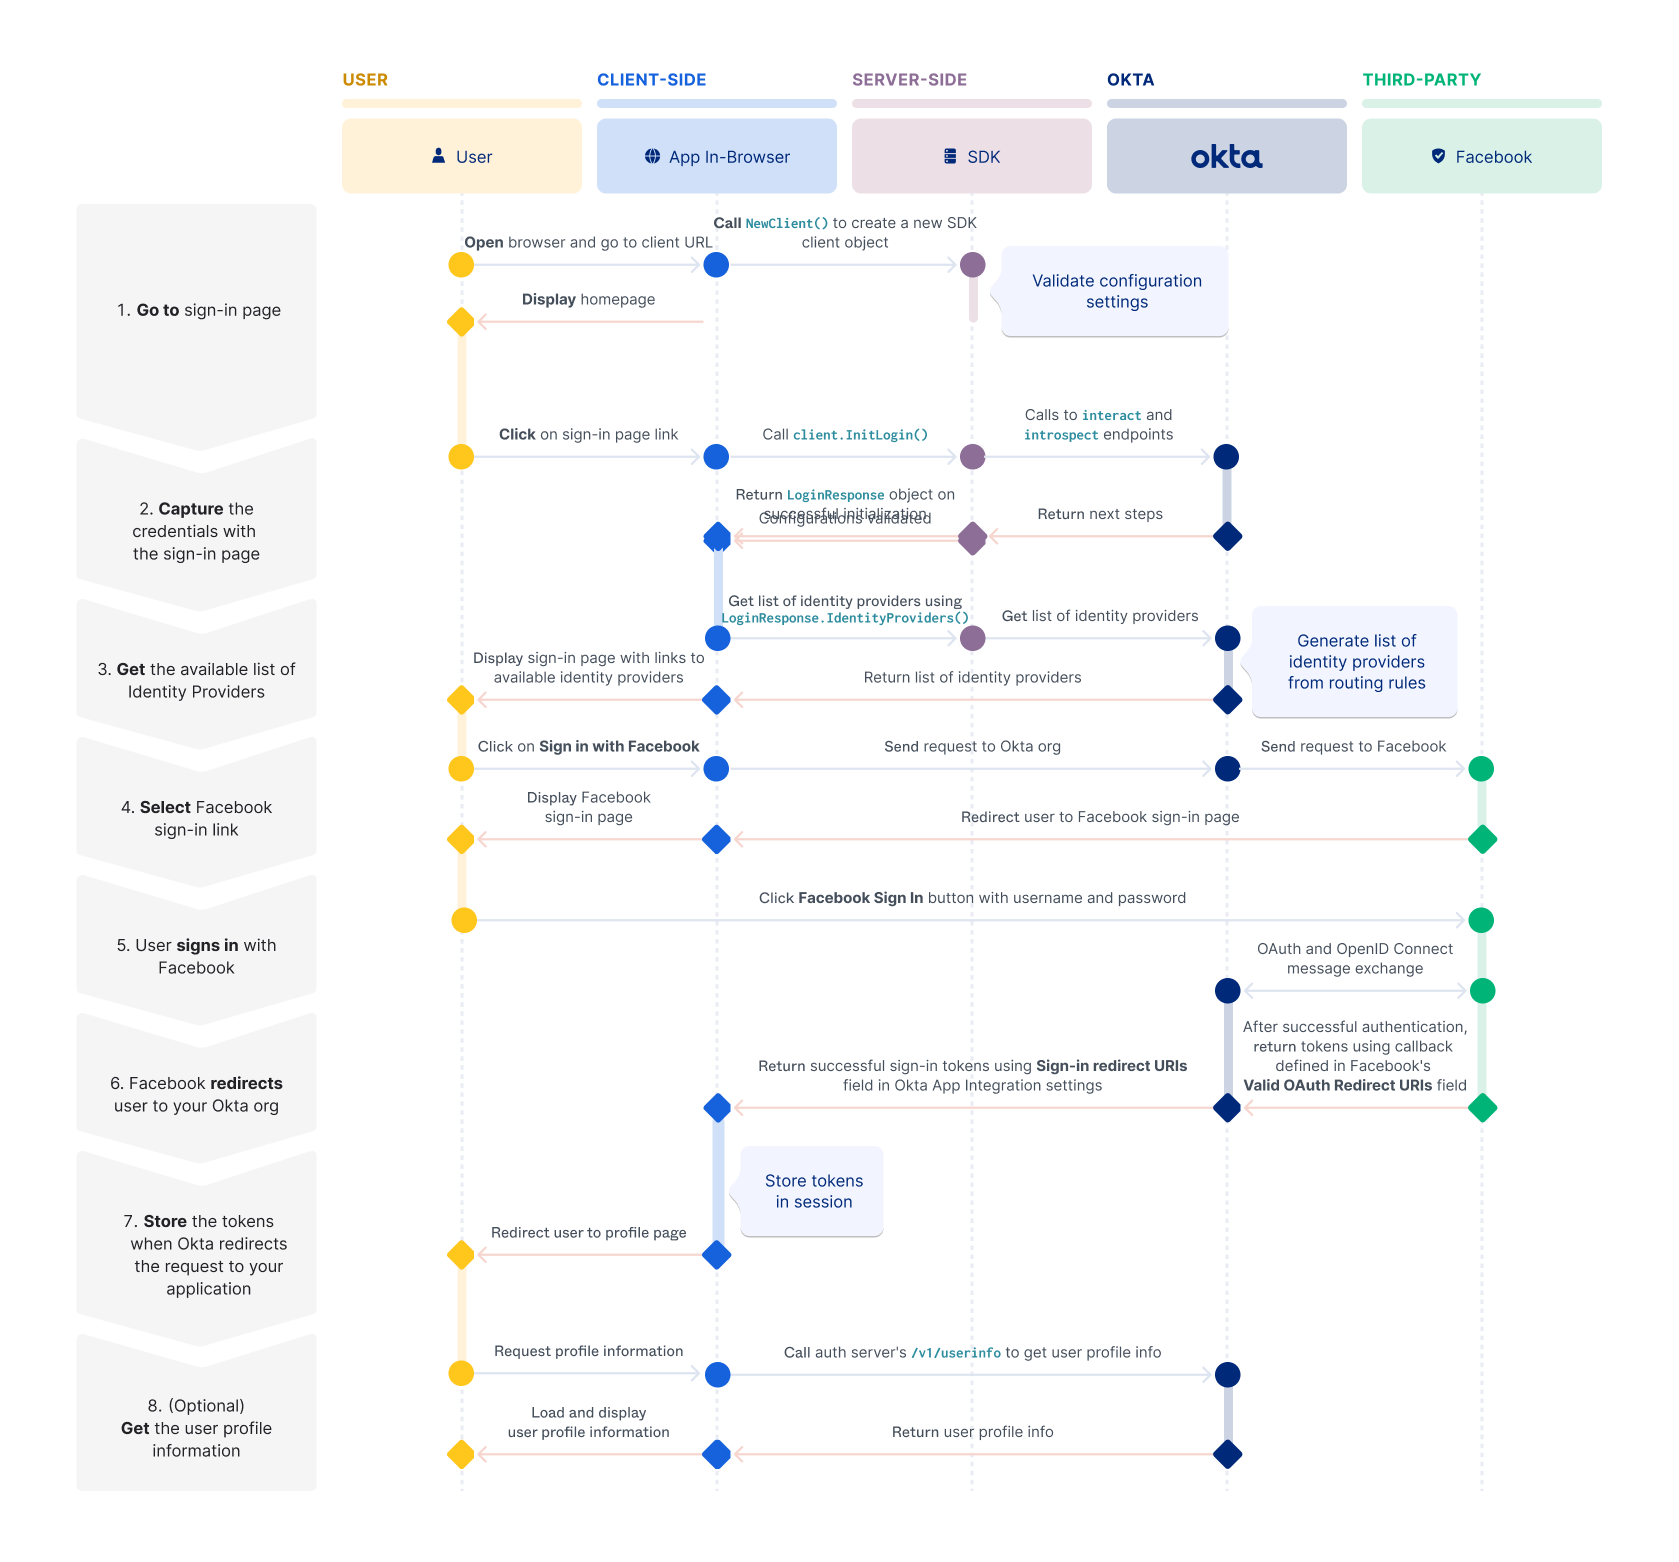 USER
CLIENT-SIDE
SERVER-SIDE
OKTA
THIRD-PARTY
User
App In-Browser
SDK
okta
Facebook
1. Go to sign-in page
Open browser and go to client URL
Call NewClient() to create a new SDK
client object
Validate configuration
settings
Display homepage
2. Capture the
credentials with
the sign-in page
Click on sign-in page link
Call client.InitLogin()
Calls to interact and
introspect endpoints
Return LoginResponse object on
successful initialization
Configurations validated
Return next steps
3. Get the available list of
Identity Providers
Get list of identity providers using
LoginResponse.IdentityProviders()
Get list of identity providers
Generate list of
identity providers
from routing rules
Display sign-in page with links to
available identity providers
Return list of identity providers
4. Select Facebook
sign-in link
Click on Sign in with Facebook
Send request to Okta org
Send request to Facebook
Display Facebook
sign-in page
Redirect user to Facebook sign-in page
5. User signs in with
Facebook
Click Facebook Sign In button with username and password
OAuth and OpenID Connect
message exchange
6. Facebook redirects
user to your Okta org
After successful authentication,
return tokens using callback
defined in Facebook's
Valid OAuth Redirect URIs field
Return successful sign-in tokens using Sign-in redirect URIs
field in Okta App Integration settings
7. Store the tokens
when Okta redirects
the request to your
application
Store tokens
in session
Redirect user to profile page
8. (Optional)
Get the user profile
information
Request profile information
Call auth server's /v1/userinfo to get user profile info
Load and display
user profile information
Return user profile info